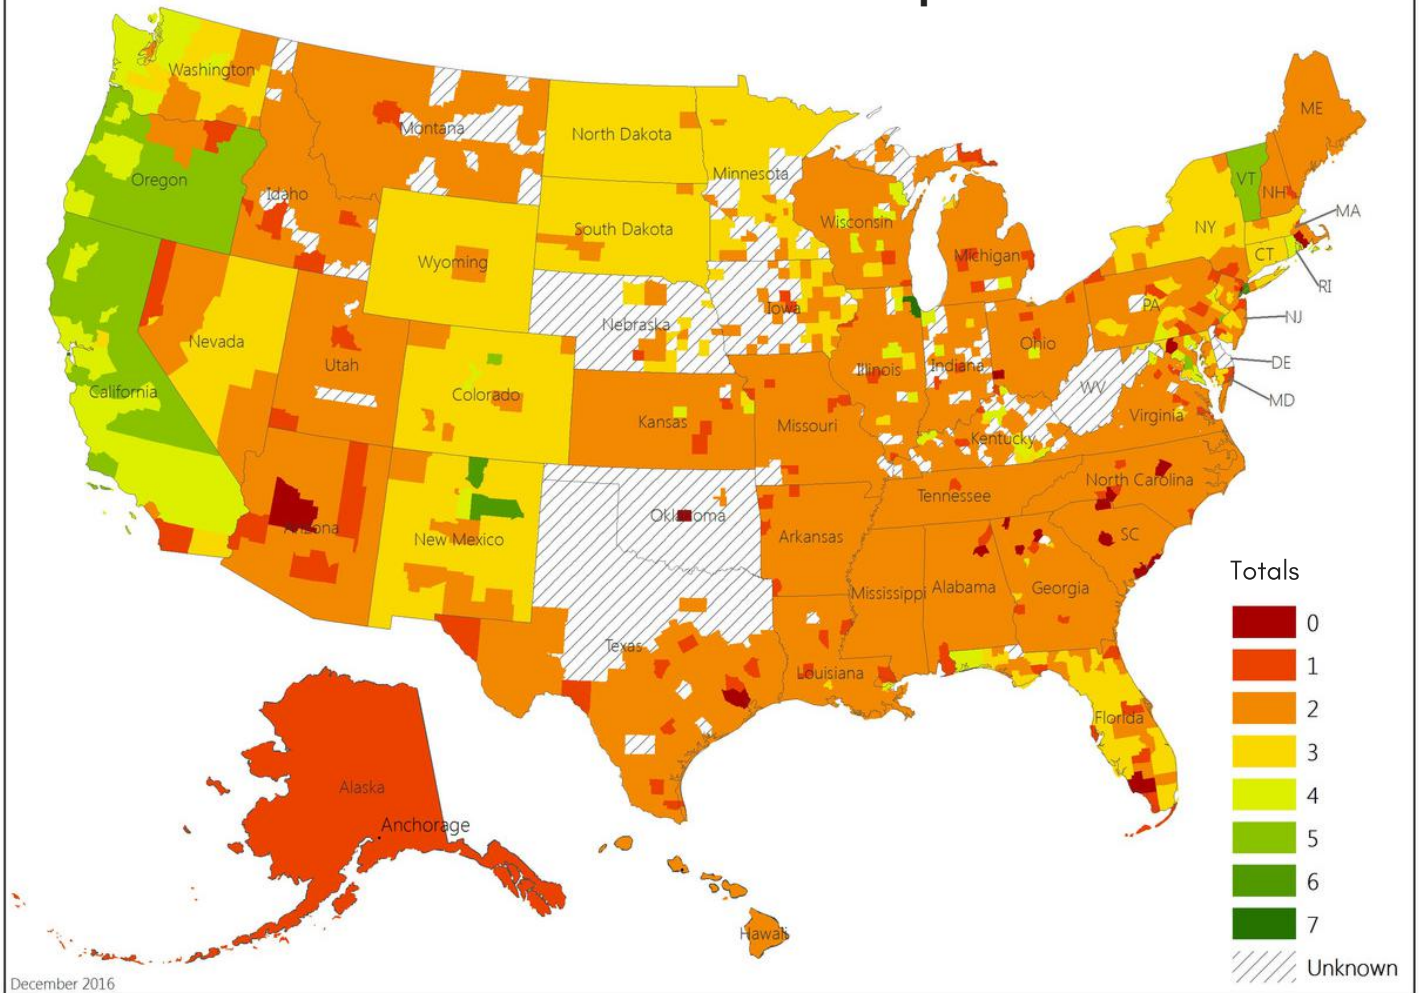 Washington
Montana
North Dakota
ME
Minnesota
Oregon
Idaho
VT
NH
MA
Wisconsin
South Dakota
NY
Wyoming
Michigan
CT
RI
PA
Iowa
Nebraska
NJ
Nevada
Ohio
Utah
Illinois
Indiana
DE
Colorado
California
WV
MD
Kansas
Missouri
Virginia
Kentucky
North Carolina
Tennessee
Oklahoma
Arizona
SC
New Mexico
Arkansas
Alabama
Georgia
Mississippi
Texas
Louisiana
Florida
Alaska
Anchorage
Hawaii
Totals
0
1
2
3
4
5
6
7
Unknown
December 2016